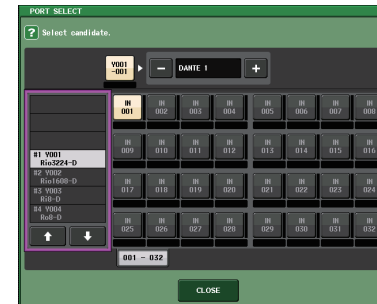 PORT SELECT
? Select candidate.
Y001
-001
DANTE 1
IN 001 IN 002 IN 003 IN 004 IN 005 IN 006 IN 007 IN 008
IN 009 IN 010 IN 011 IN 012 IN 013 IN 014 IN 015 IN 016
#1 Y001
Rio3224-D
#2 Y002
Rio1608-D
IN 017 IN 018 IN 019 IN 020 IN 021 IN 022 IN 023 IN 024
#3 Y003
Ri8-D
#4 Y004
Ro8-D
IN 025 IN 026 IN 027 IN 028 IN 029 IN 030 IN 031 IN 032
001 - 032
CLOSE